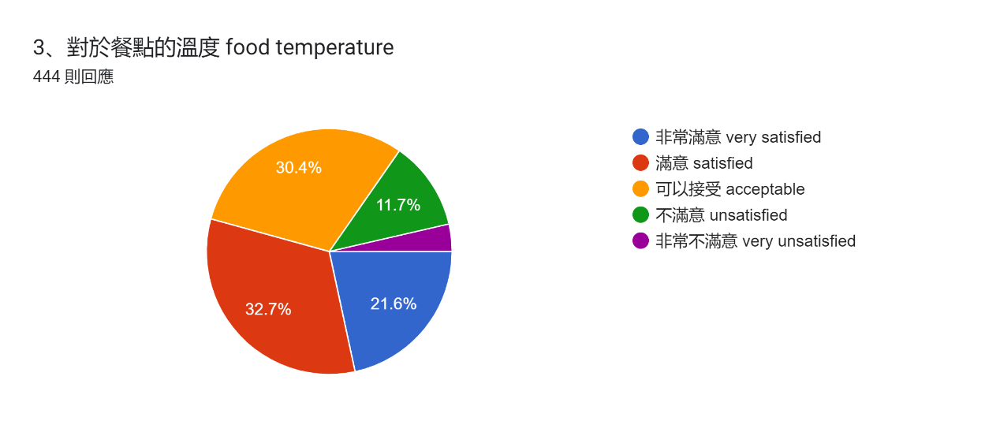 3、對於餐點的溫度 food temperature
444 則回應
30.4%
11.7%
32.7%
21.6%
非常滿意 very satisfied
滿意 satisfied
可以接受 acceptable
不滿意 unsatisfied
非常不滿意 very unsatisfied